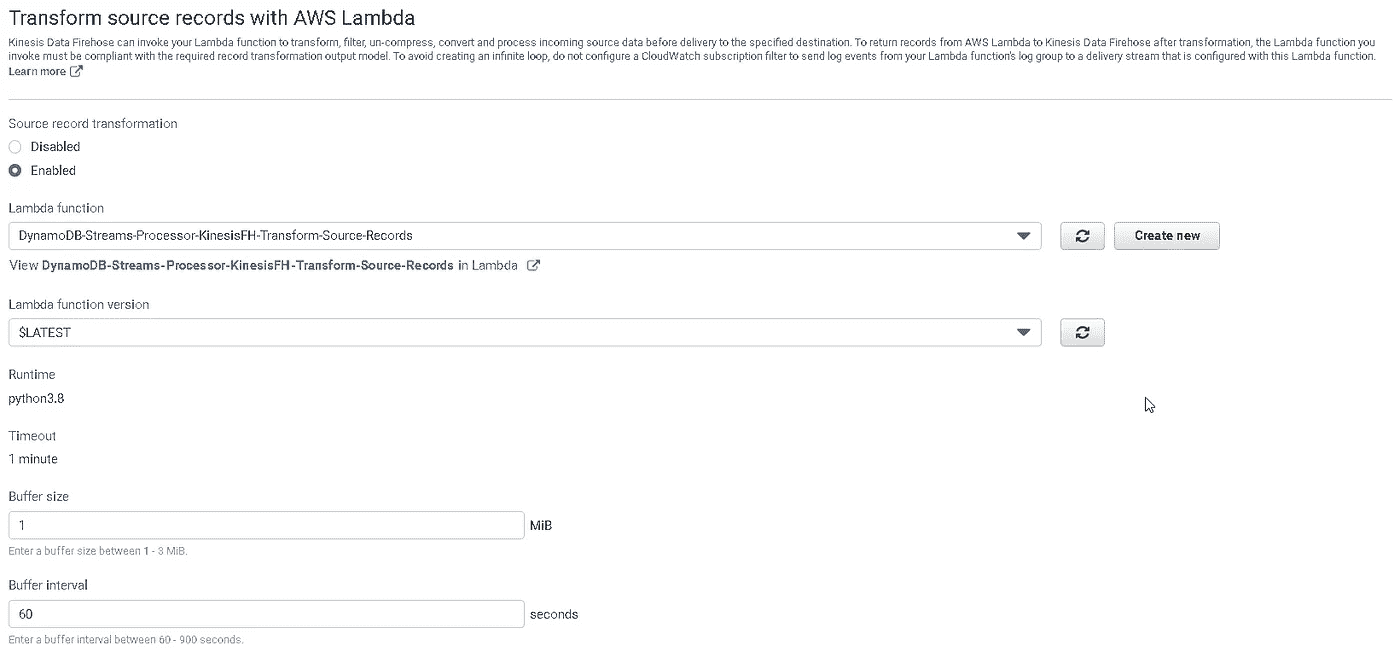 Transform source records with AWS Lambda
Kinesis Data Firehose can invoke your Lambda function to transform, filter, un-compress, convert and process incoming source data before delivery to the specified destination. To return records from AWS Lambda to Kinesis Data Firehose after transformation, the Lambda function you
invoke must be compliant with the required record transformation output model. To avoid creating an infinite loop, do not configure a CloudWatch subscription filter to send log events from your Lambda function's log group to a delivery stream that is configured with this Lambda function.
Learn more
Source record transformation
Disabled
Enabled
Lambda function
DynamoDB-Streams-Processor-KinesisFH-Transform-Source-Records
Create new
View DynamoDB-Streams-Processor-KinesisFH-Transform-Source-Records in Lambda
Lambda function version
$LATEST
Runtime
python3.8
Timeout
1 minute
Buffer size
1 MiB
Enter a buffer size between 1 - 3 MiB.
Buffer interval
60 seconds
Enter a buffer interval between 60 - 900 seconds.